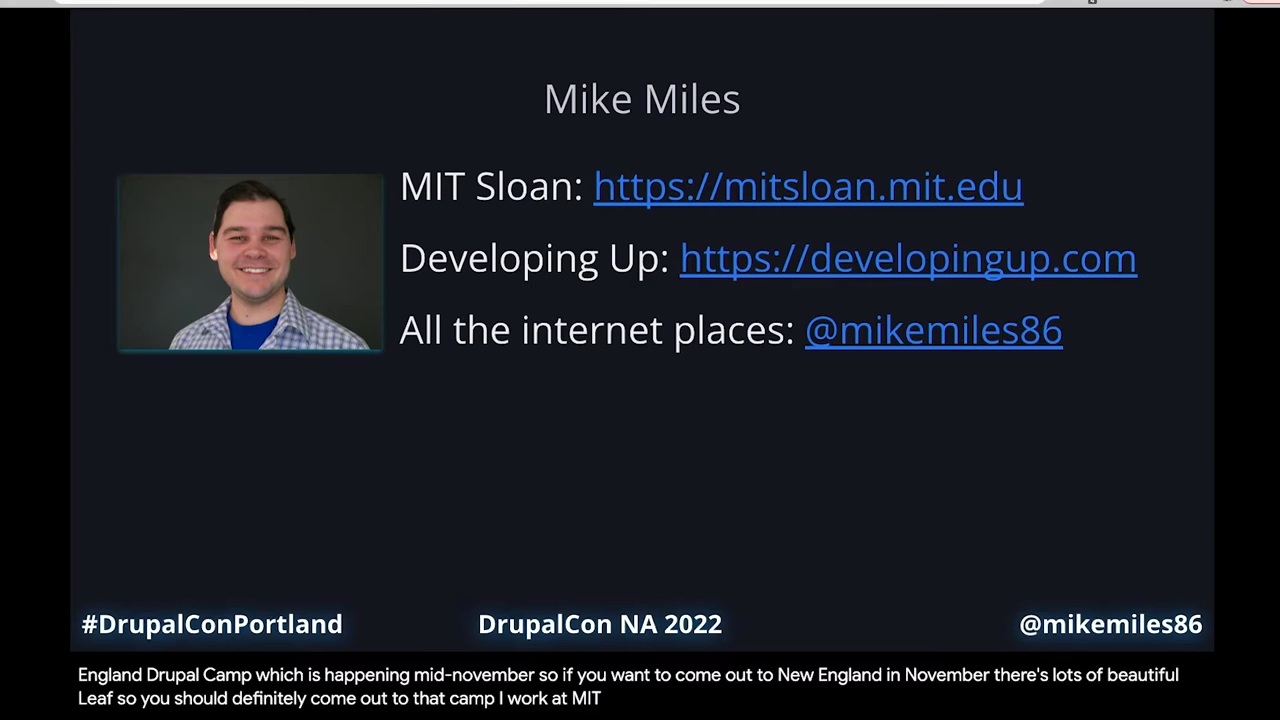 Mike Miles
MIT Sloan: https://mitsloan.mit.edu
Developing Up: https://developingup.com
All the internet places: @mikemiles86
#DrupalConPortland DrupalCon NA 2022 @mikemiles86
England Drupal Camp which is happening mid-november so if you want to come out to New England in November there's lots of beautiful
Leaf so you should definitely come out to that camp I work at MIT